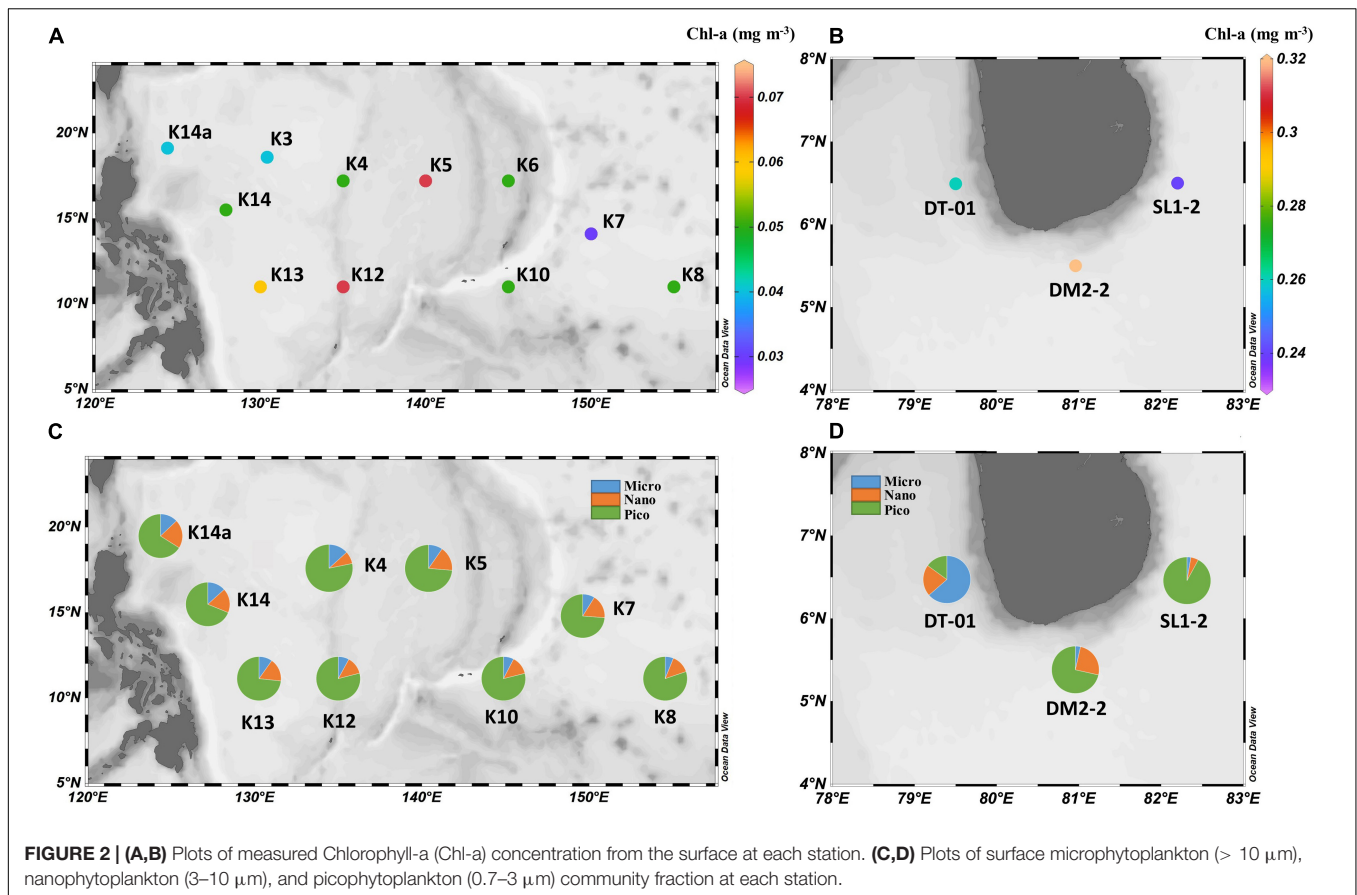 A
Chl-a (mg m⁻³)
20°N
15°N
10°N
5°N
120°E
130°E
140°E
150°E
K14a
K3
K4
K5
K6
K14
K7
K13
K12
K10
K8
0.07
0.06
0.05
0.04
0.03
Ocean Data View
B
Chl-a (mg m⁻³)
8°N
7°N
6°N
5°N
4°N
78°E
79°E
80°E
81°E
82°E
83°E
DT-01
SL1-2
DM2-2
0.32
0.3
0.28
0.26
0.24
Ocean Data View
C
Micro
Nano
Pico
20°N
15°N
10°N
5°N
120°E
130°E
140°E
150°E
K14a
K4
K5
K14
K7
K13
K12
K10
K8
Ocean Data View
D
Micro
Nano
Pico
8°N
7°N
6°N
5°N
4°N
78°E
79°E
80°E
81°E
82°E
83°E
DT-01
SL1-2
DM2-2
Ocean Data View
FIGURE 2 | (A,B) Plots of measured Chlorophyll-a (Chl-a) concentration from the surface at each station. (C,D) Plots of surface microphytoplankton (> 10 μm),
nanophytoplankton (3–10 μm), and picophytoplankton (0.7–3 μm) community fraction at each station.